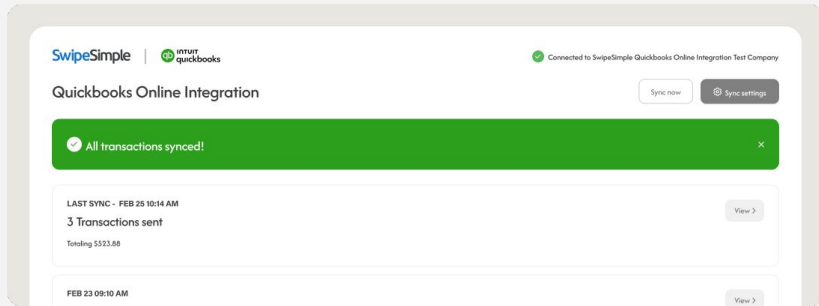 SwipeSimple
qb
INTUIT
quickbooks
Connected to SwipeSimple Quickbooks Online Integration Test Company
Quickbooks Online Integration
Sync now
Sync settings
All transactions synced!
×
LAST SYNC - FEB 25 10:14 AM
View >
3 Transactions sent
Totaling $523.88
FEB 23 09:10 AM
View >